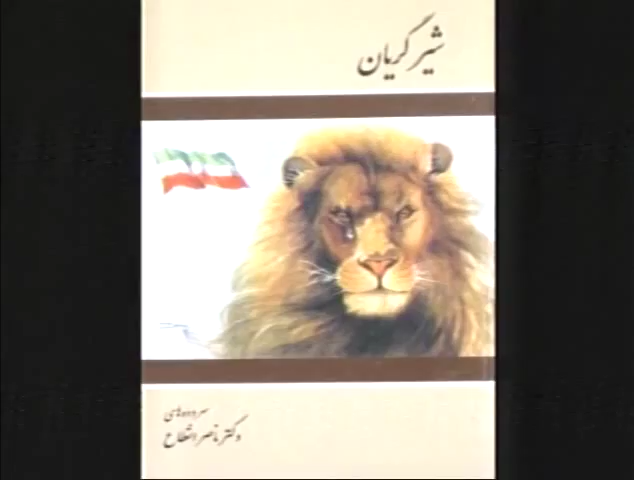 شیر گریان
سروده‌های
دکتر ناصر انقطاع